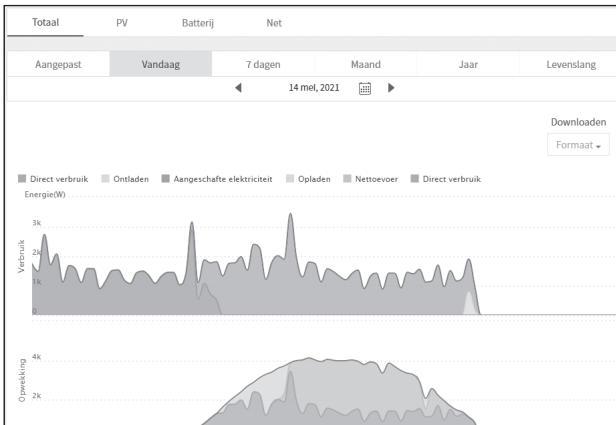 Totaal PV Batterij Net
Aangepast Vandaag 7 dagen Maand Jaar Levenslang
14 mei, 2021
Downloaden
Formaat
Direct verbruik Ontladen Aangeschafte elektriciteit Opladen Nettoevoer Direct verbruik
Energie(W)
3k
2k
1k
0
Verbruik
4k
2k
Opwekking